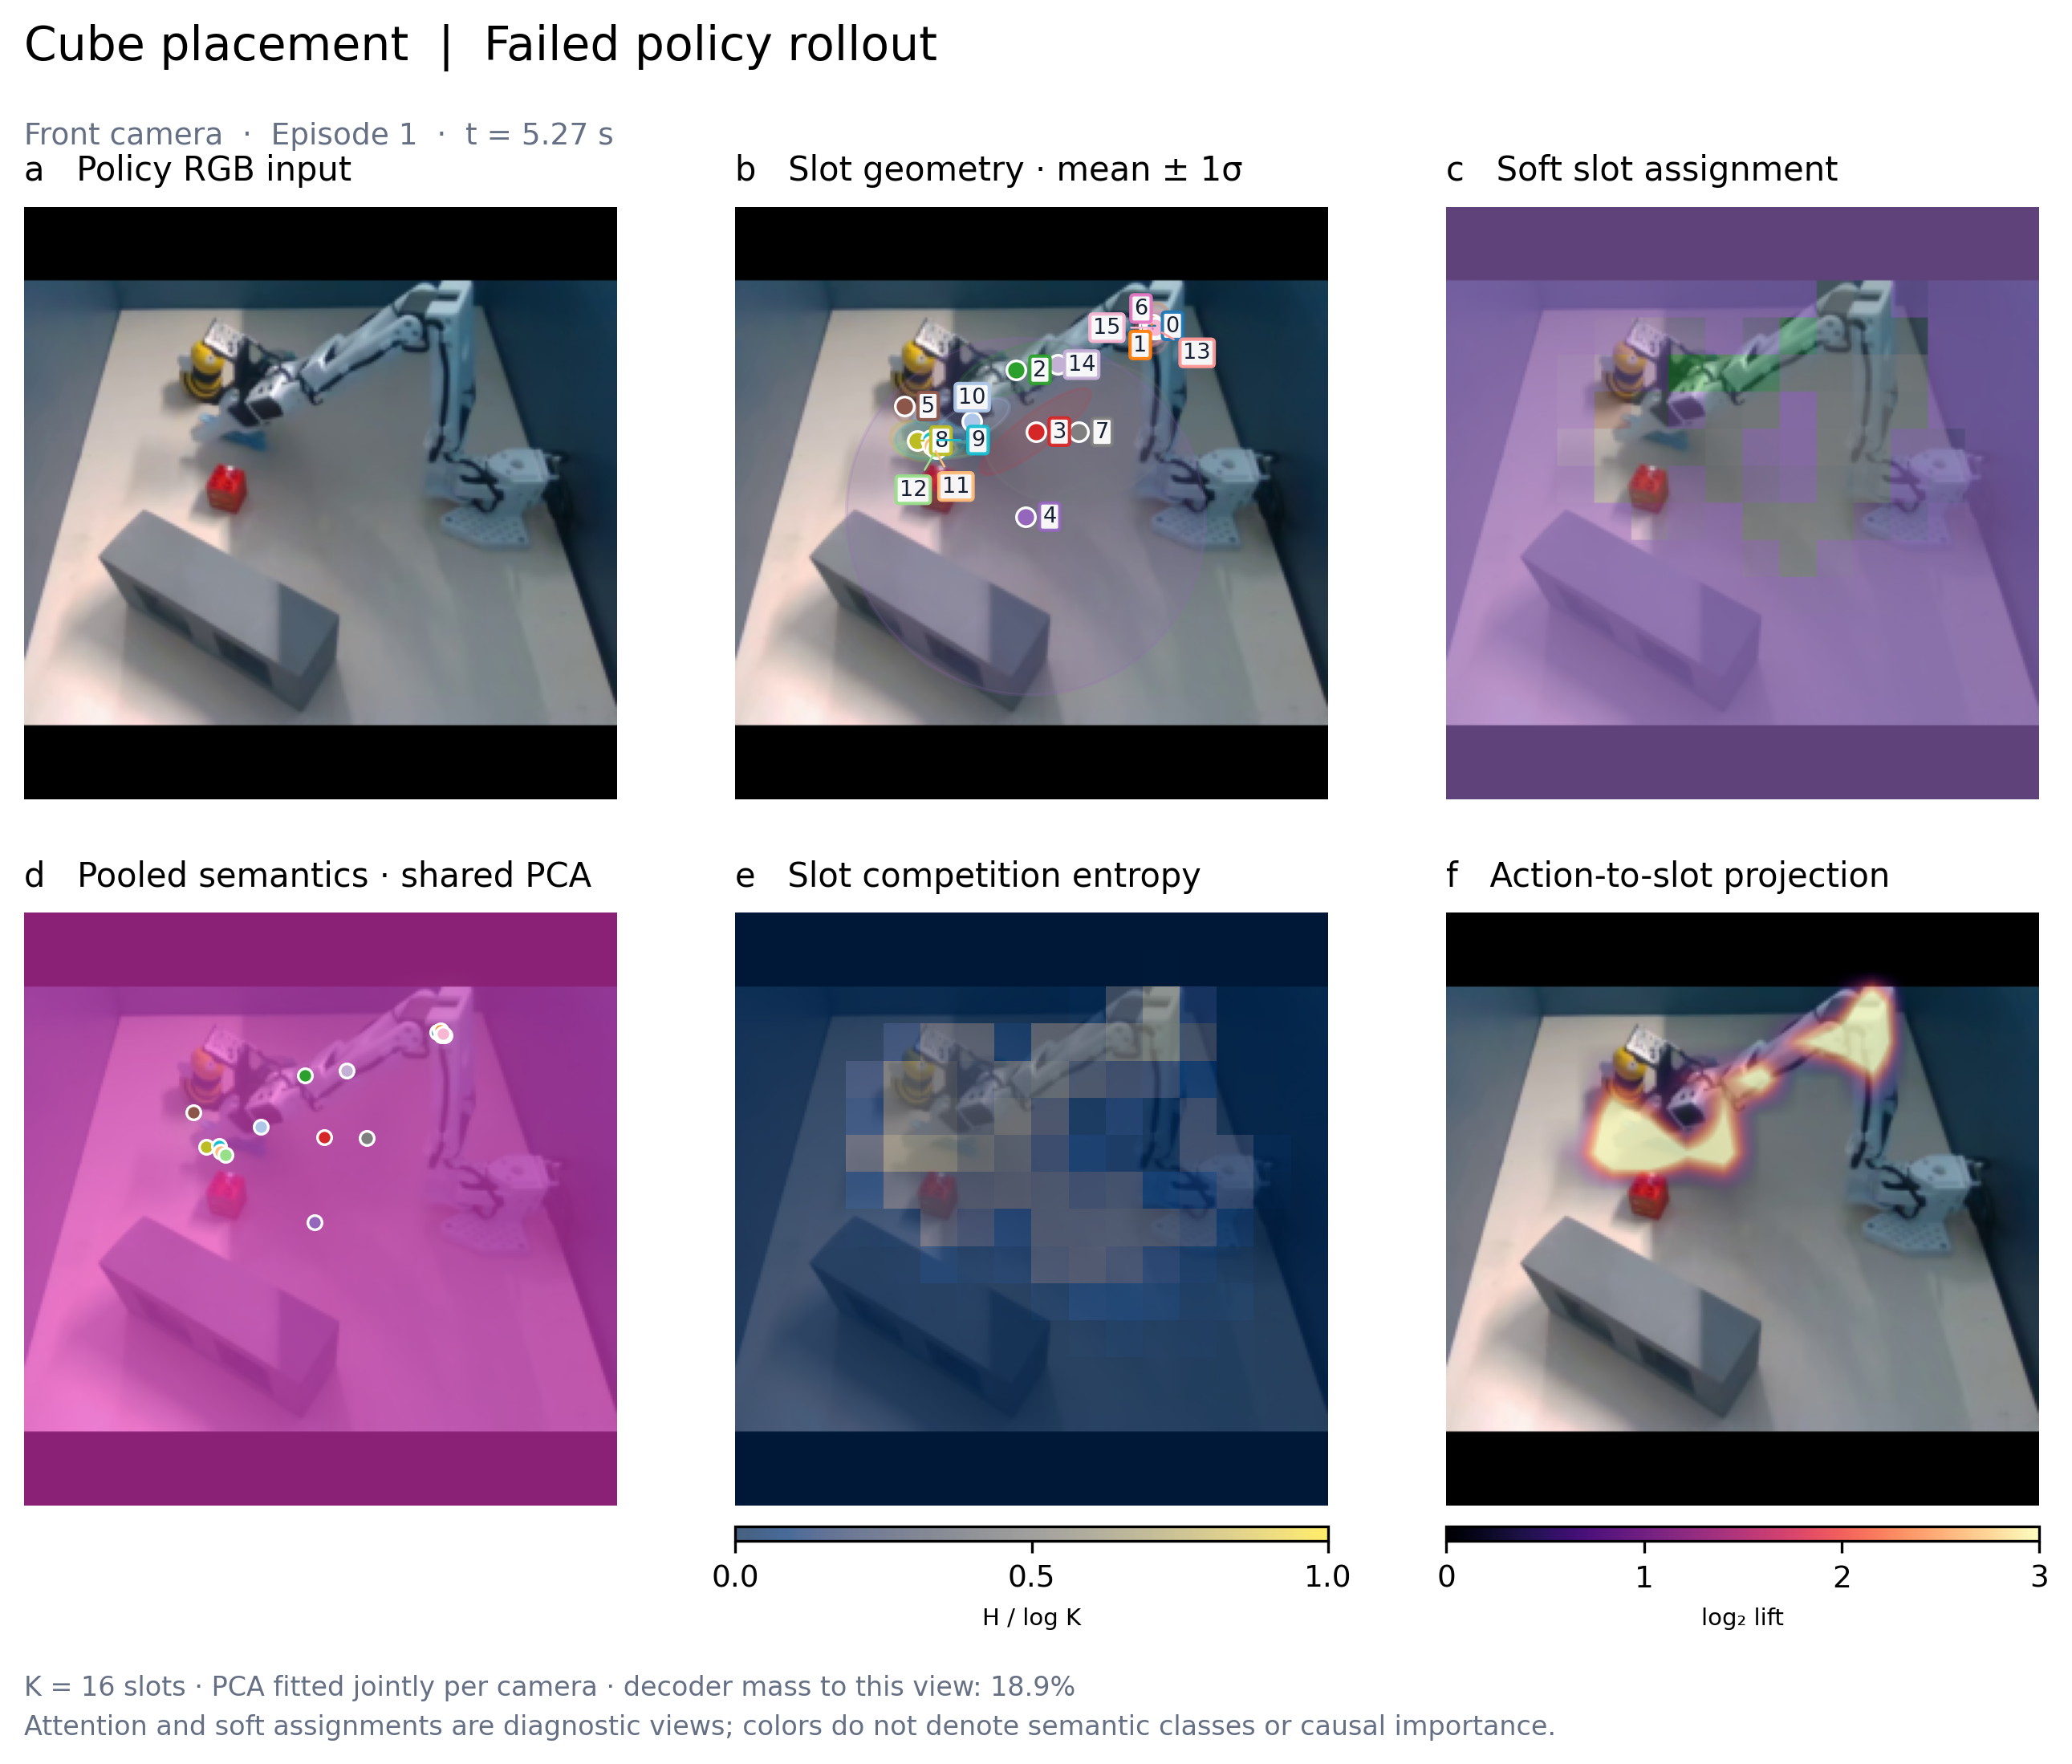 Cube placement | Failed policy rollout
Front camera · Episode 1 · t = 5.27 s
a Policy RGB input
b Slot geometry · mean ± 1σ
c Soft slot assignment
6
15
0
1
13
2
14
10
5
3
7
8
9
12
11
4
d Pooled semantics · shared PCA
e Slot competition entropy
f Action-to-slot projection
0.0 0.5 1.0
H / log K
0 1 2 3
log₂ lift
K = 16 slots · PCA fitted jointly per camera · decoder mass to this view: 18.9%
Attention and soft assignments are diagnostic views; colors do not denote semantic classes or causal importance.